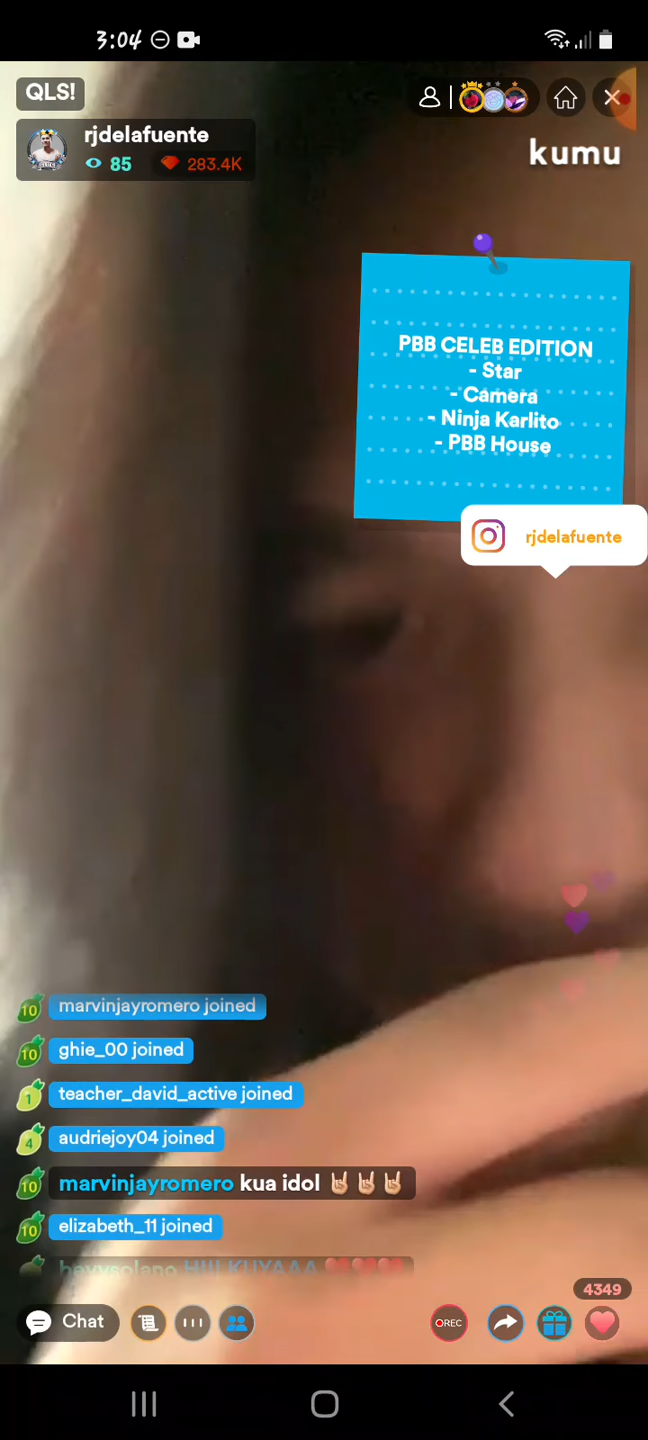 3:04
QLS!
rjdelafuente
85
283.4K
kumu
PBB CELEB EDITION
- Star
- Camera
- Ninja Karlito
- PBB House
rjdelafuente
10 marvinjayromero joined
10 ghie_00 joined
1 teacher_david_active joined
4 audriejoy04 joined
10 marvinjayromero kua idol 🤘🏼🤘🏼🤘🏼
10 elizabeth_11 joined
HIII KUYAAA ❤️❤️❤️
4349
Chat
REC